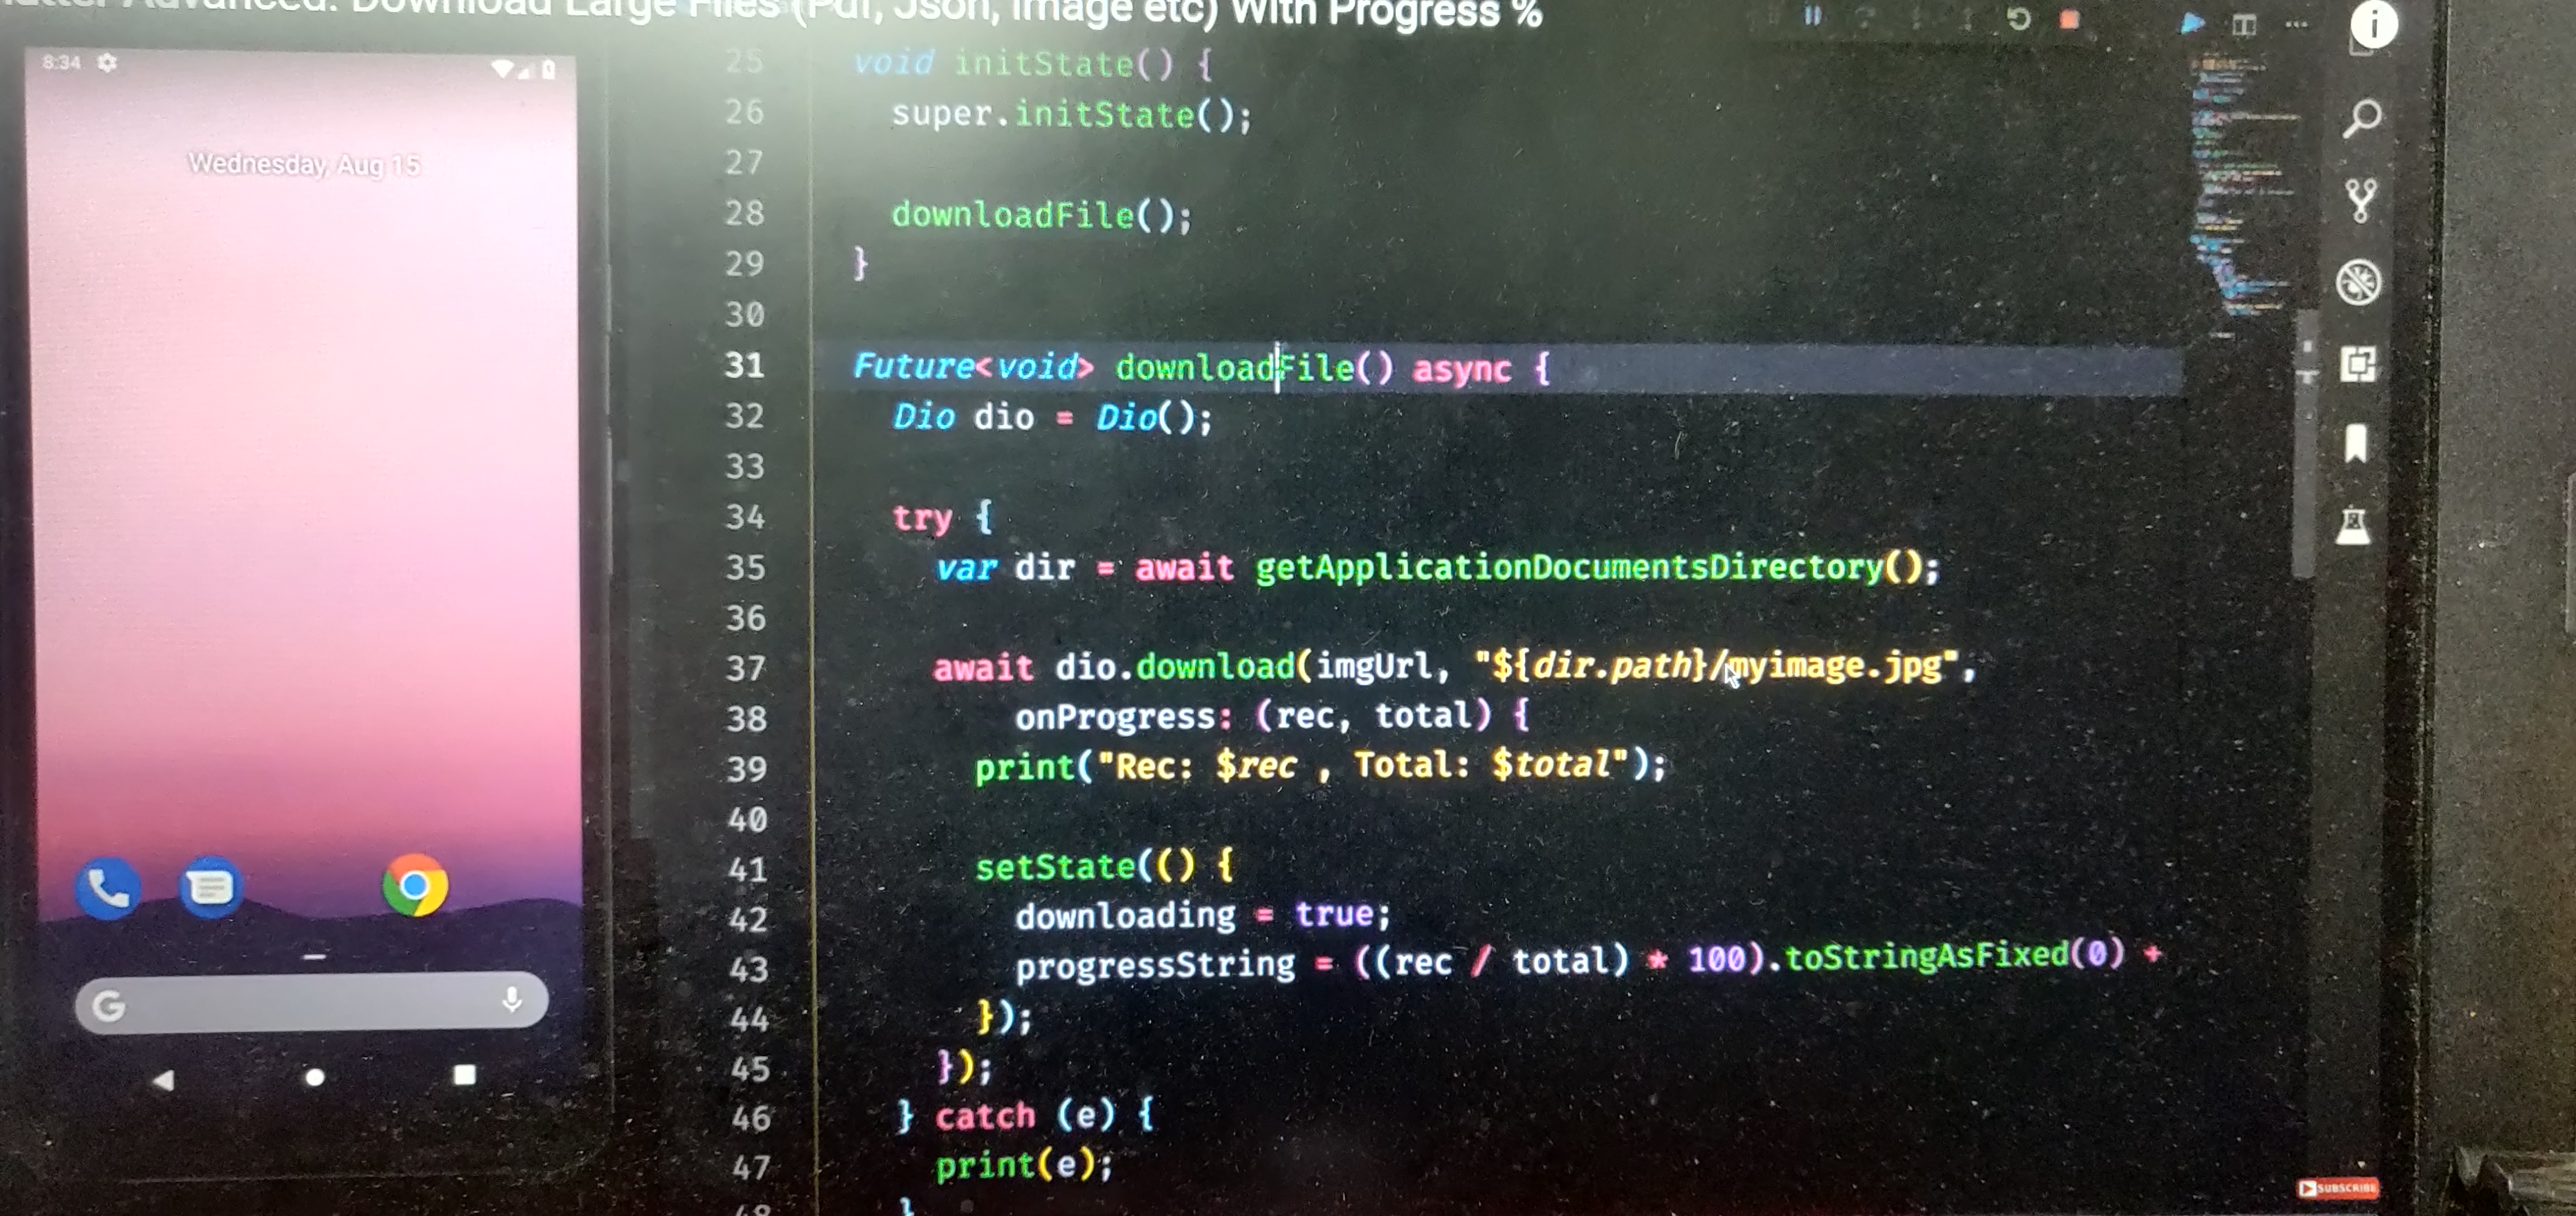 Advanced: Download Large Files (Pdf, Json, Image etc) With Progress %
8:34
Wednesday, Aug 15
G
25 void initState() {
26 super.initState();
27
28 downloadFile();
29 }
30
31 Future<void> downloadFile() async {
32 Dio dio = Dio();
33
34 try {
35 var dir = await getApplicationDocumentsDirectory();
36
37 await dio.download(imgUrl, "${dir.path}/myimage.jpg",
38 onProgress: (rec, total) {
39 print("Rec: $rec , Total: $total");
40
41 setState(() {
42 downloading = true;
43 progressString = ((rec / total) * 100).toStringAsFixed(0) +
44 });
45 });
46 } catch (e) {
47 print(e);
48 }
SUBSCRIBE